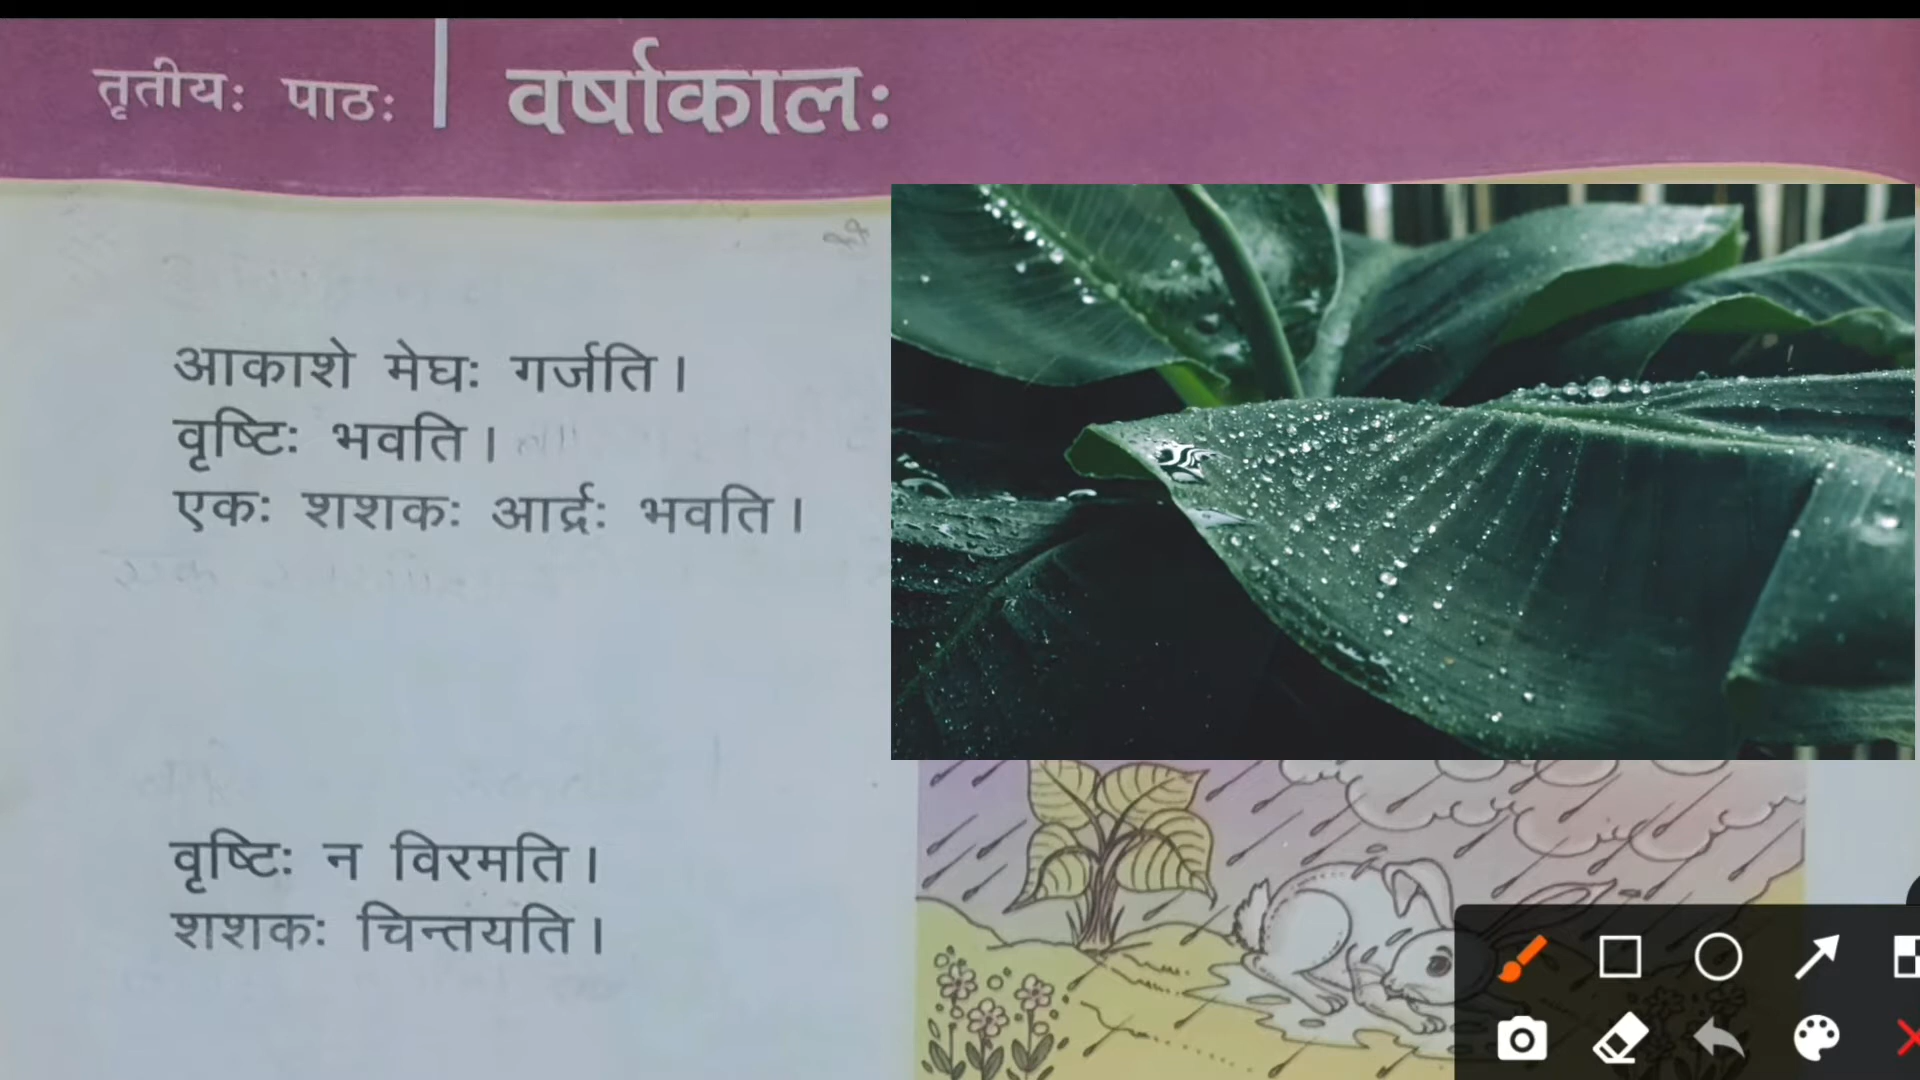 तृतीयः पाठः
वर्षाकालः
आकाशे मेघः गर्जति।
वृष्टिः भवति।
एकः शशकः आर्द्रः भवति।
वृष्टिः न विरमति।
शशकः चिन्तयति।